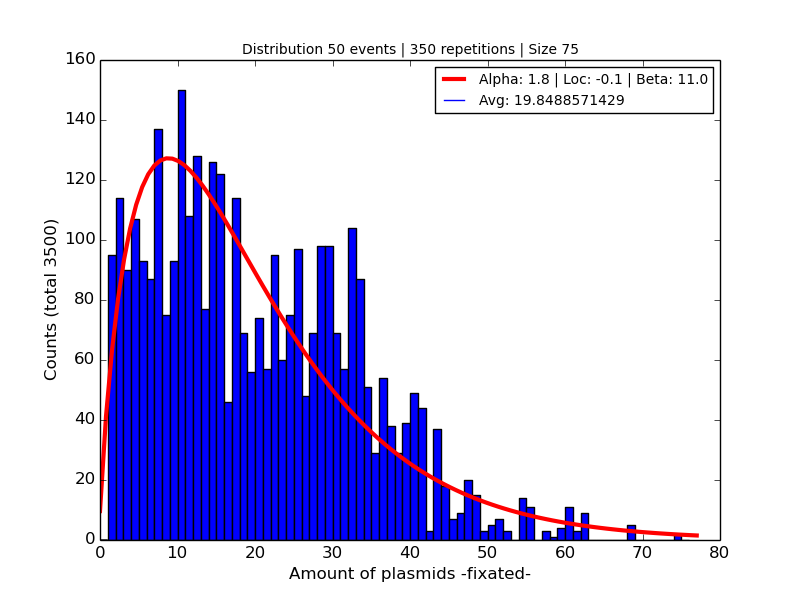 Distribution 50 events | 350 repetitions | Size 75
Alpha: 1.8 | Loc: -0.1 | Beta: 11.0
Avg: 19.8488571429
160
140
120
100
80
60
40
20
0
Counts (total 3500)
0 10 20 30 40 50 60 70 80
Amount of plasmids -fixated-